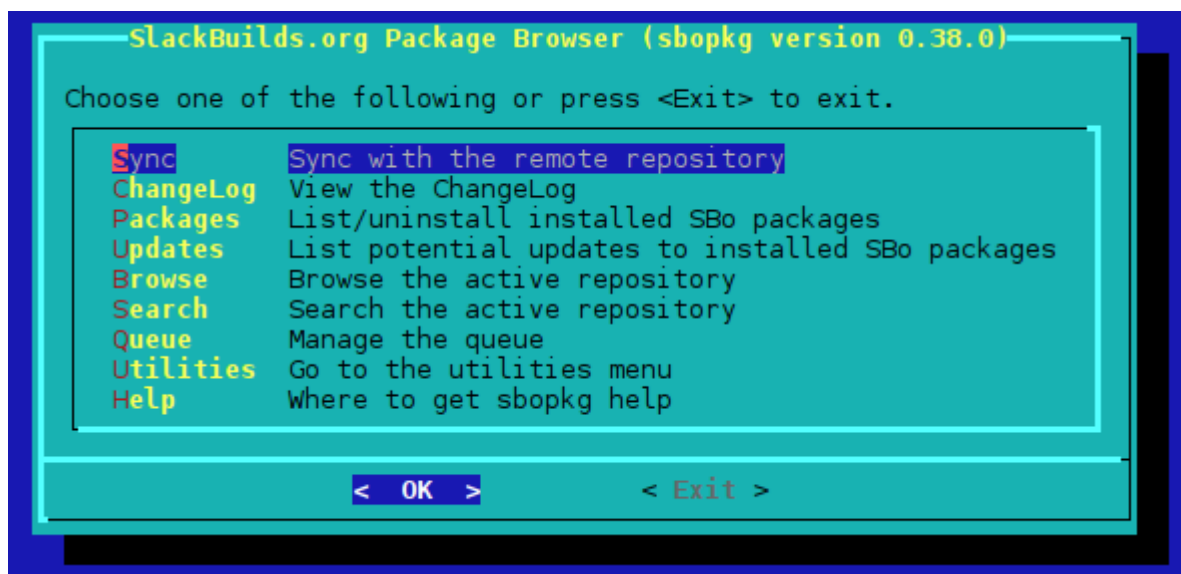 SlackBuilds.org Package Browser (sbopkg version 0.38.0)
Choose one of the following or press <Exit> to exit.
Sync Sync with the remote repository
ChangeLog View the ChangeLog
Packages List/uninstall installed SBo packages
Updates List potential updates to installed SBo packages
Browse Browse the active repository
Search Search the active repository
Queue Manage the queue
Utilities Go to the utilities menu
Help Where to get sbopkg help
< OK > < Exit >